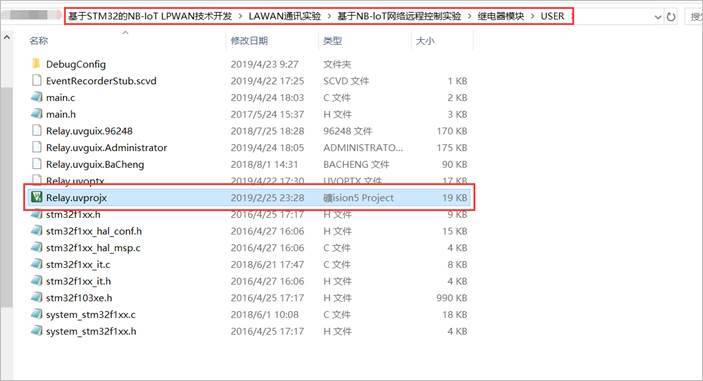 基于STM32的NB-IoT LPWAN技术开发 > LAWAN通讯实验 > 基于NB-IoT网络远程控制实验 > 继电器模块 > USER
名称 修改日期 类型 大小
DebugConfig 2019/4/23 9:27 文件夹
EventRecorderStub.scvd 2019/4/22 17:25 SCVD 文件 1 KB
main.c 2019/4/24 18:03 C 文件 2 KB
main.h 2017/5/24 15:37 H 文件 3 KB
Relay.uvguix.96248 2018/7/25 18:28 96248 文件 170 KB
Relay.uvguix.Administrator 2019/4/24 18:05 ADMINISTRATO... 175 KB
Relay.uvguix.BaCheng 2018/8/1 14:31 BACHENG 文件 90 KB
Relay.uvoptx 2019/4/22 17:30 UVOPTX 文件 17 KB
Relay.uvprojx 2019/2/25 23:28 礦ision5 Project 19 KB
stm32f1xx.h 2016/4/25 17:17 H 文件 9 KB
stm32f1xx_hal_conf.h 2016/4/27 16:06 H 文件 15 KB
stm32f1xx_hal_msp.c 2016/4/27 16:06 C 文件 4 KB
stm32f1xx_it.c 2018/6/21 17:47 C 文件 8 KB
stm32f1xx_it.h 2016/4/27 16:06 H 文件 4 KB
stm32f103xe.h 2016/4/25 17:17 H 文件 990 KB
system_stm32f1xx.c 2018/6/1 10:08 C 文件 18 KB
system_stm32f1xx.h 2016/4/25 17:17 H 文件 4 KB